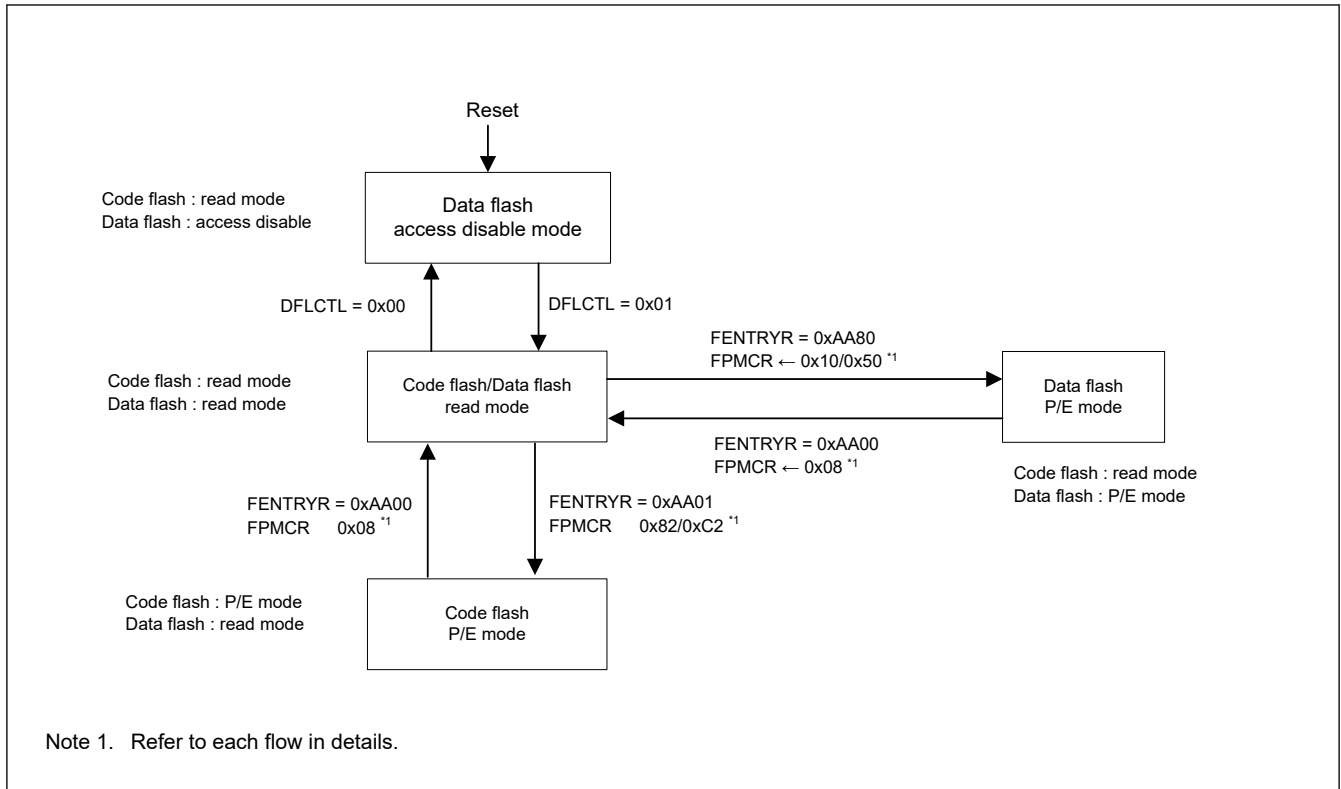 Reset
Code flash : read mode
Data flash : access disable
Data flash
access disable mode
DFLCTL = 0x00
DFLCTL = 0x01
FENTRYR = 0xAA80
FPMCR ← 0x10/0x50 *1
Code flash : read mode
Data flash : read mode
Code flash/Data flash
read mode
Data flash
P/E mode
FENTRYR = 0xAA00
FPMCR ← 0x08 *1
Code flash : read mode
Data flash : P/E mode
FENTRYR = 0xAA00
FPMCR 0x08 *1
FENTRYR = 0xAA01
FPMCR 0x82/0xC2 *1
Code flash : P/E mode
Data flash : read mode
Code flash
P/E mode
Note 1. Refer to each flow in details.